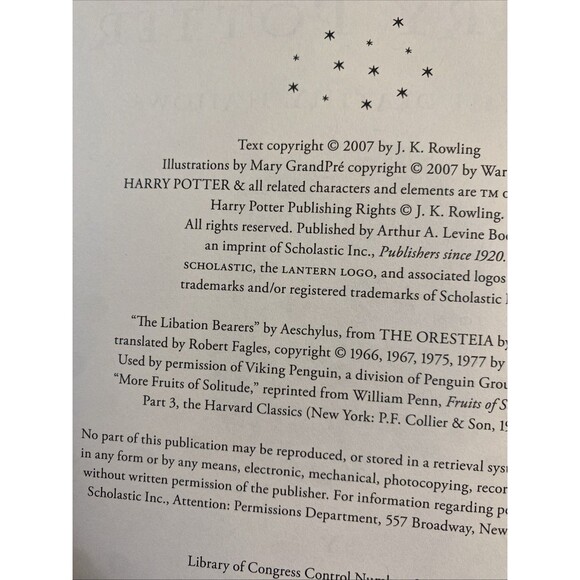 Text copyright © 2007 by J. K. Rowling
Illustrations by Mary GrandPré copyright © 2007 by War
HARRY POTTER & all related characters and elements are TM
Harry Potter Publishing Rights © J. K. Rowling.
All rights reserved. Published by Arthur A. Levine Boo
an imprint of Scholastic Inc., Publishers since 1920.
SCHOLASTIC, the LANTERN LOGO, and associated logos
trademarks and/or registered trademarks of Scholastic
"The Libation Bearers" by Aeschylus, from THE ORESTEIA by
translated by Robert Fagles, copyright © 1966, 1967, 1975, 1977 by
Used by permission of Viking Penguin, a division of Penguin Grou
"More Fruits of Solitude," reprinted from William Penn, Fruits of S
Part 3, the Harvard Classics (New York: P.F. Collier & Son, 19
No part of this publication may be reproduced, or stored in a retrieval syst
in any form or by any means, electronic, mechanical, photocopying, recor
without written permission of the publisher. For information regarding pe
Scholastic Inc., Attention: Permissions Department, 557 Broadway, New
Library of Congress Control